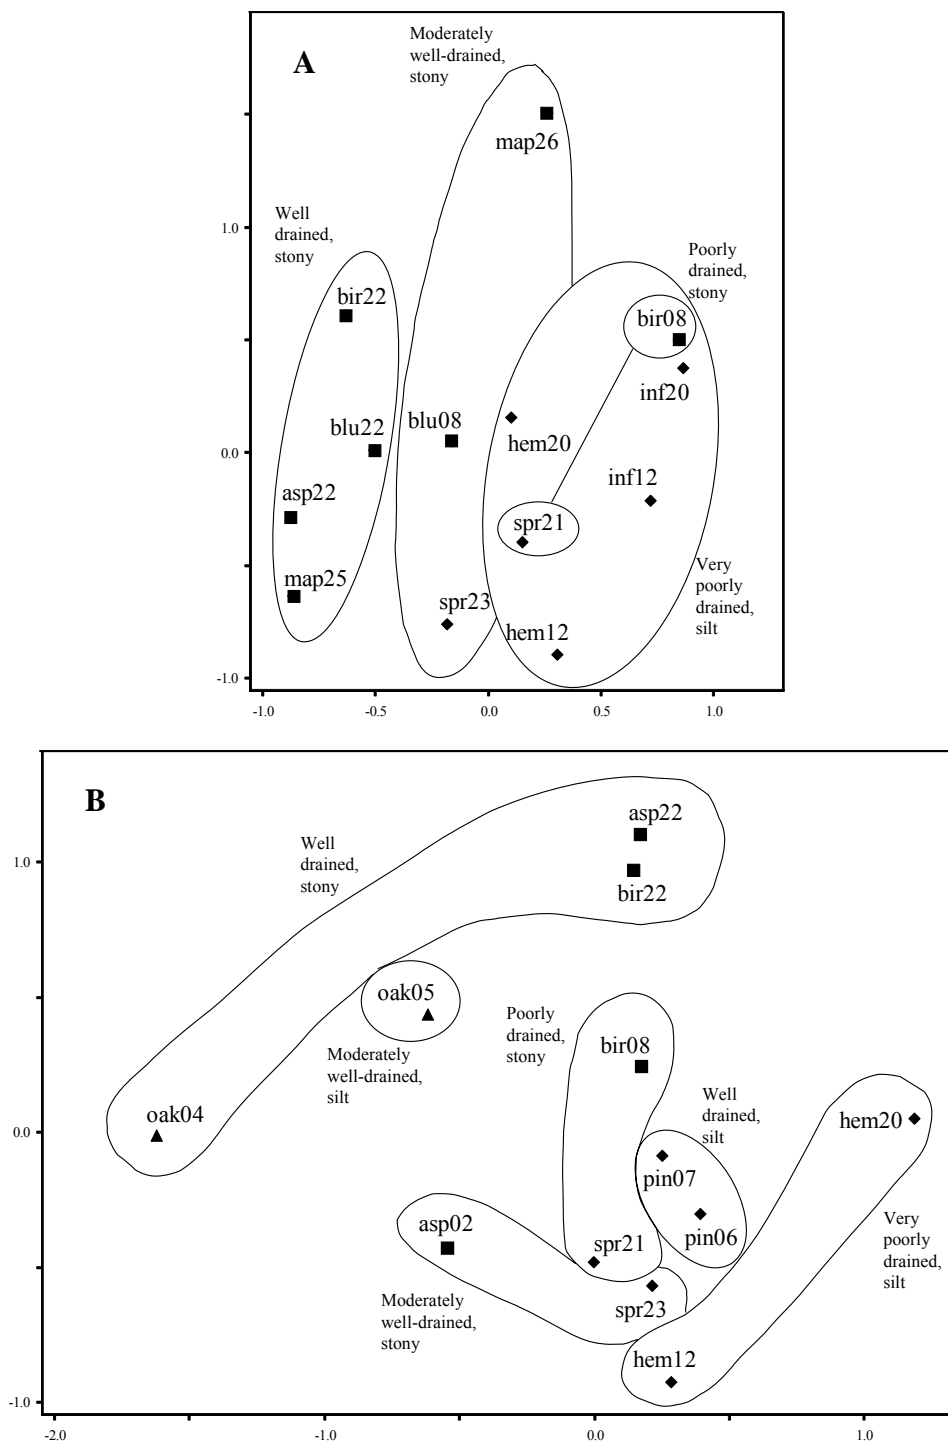 A
Moderately
well-drained,
stony
map26
Well
drained,
stony
1.0
Poorly
drained,
stony
bir22
bir08
inf20
blu22
blu08
hem20
0.0
inf12
asp22
spr21
map25
Very
poorly
drained,
silt
spr23
hem12
-1.0
-1.0
-0.5
0.0
0.5
1.0
B
asp22
Well
drained,
stony
1.0
bir22
oak05
Poorly
drained,
stony
bir08
Moderately
well-drained,
silt
Well
drained,
silt
oak04
hem20
0.0
pin07
asp02
pin06
Very
poorly
drained,
silt
spr21
Moderately
well-drained,
stony
spr23
hem12
-1.0
-2.0
-1.0
0.0
1.0